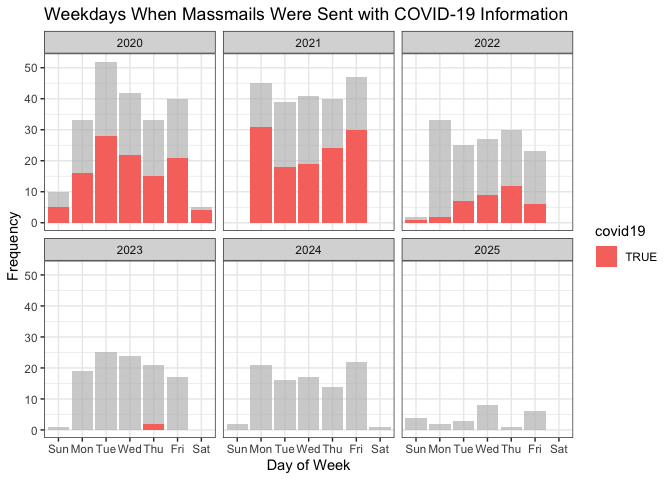 Weekdays When Massmails Were Sent with COVID-19 Information
2020 2021 2022
50
40
30
20
10
0
Frequency
covid19
TRUE
2023 2024 2025
50
40
30
20
10
0
Sun Mon Tue Wed Thu Fri Sat Sun Mon Tue Wed Thu Fri Sat Sun Mon Tue Wed Thu Fri Sat
Day of Week